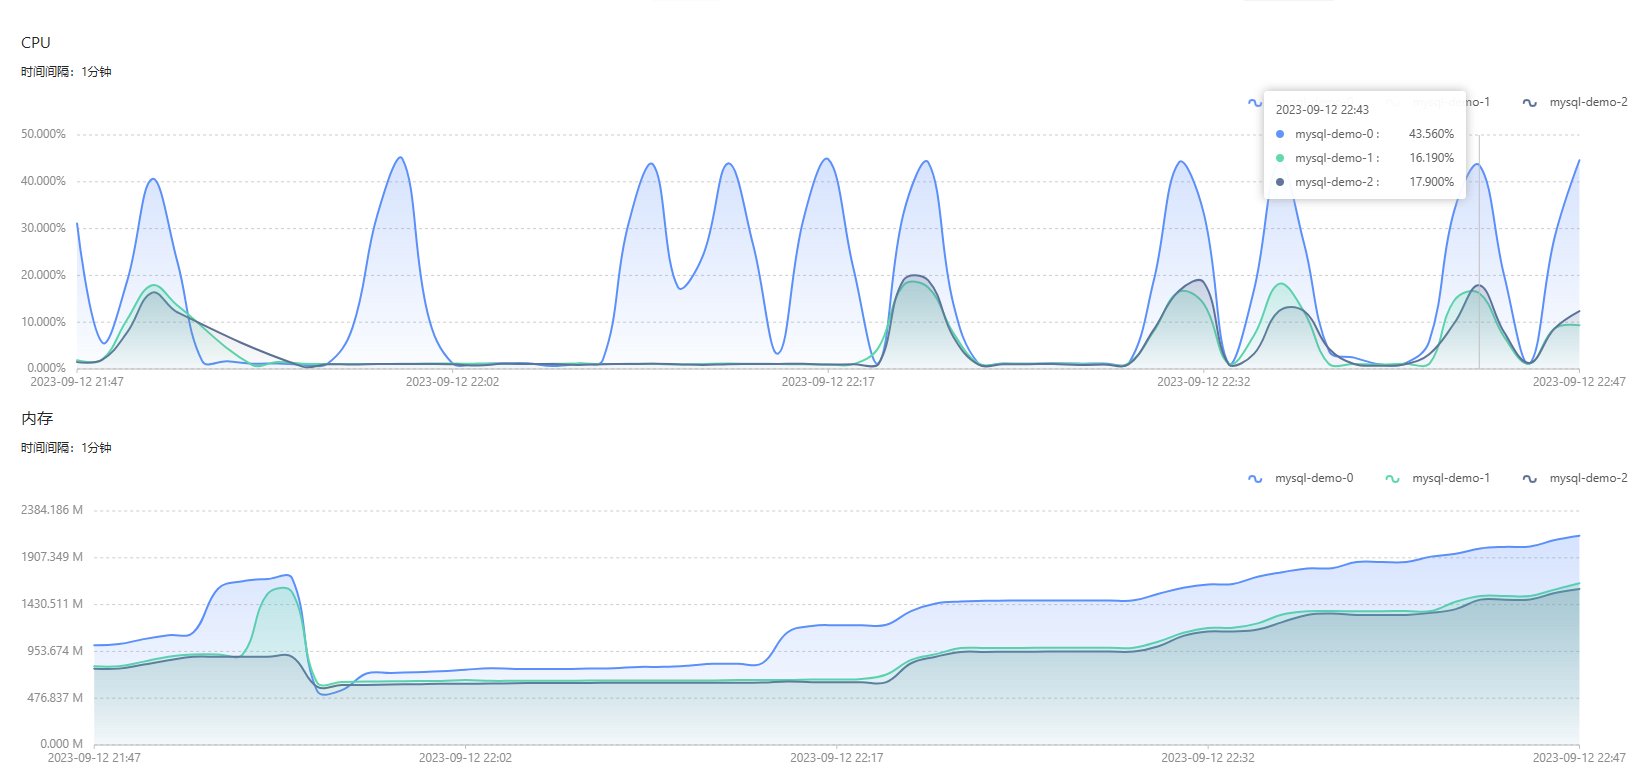 CPU
时间间隔：1分钟
mo-1 mysql-demo-2
2023-09-12 22:43
mysql-demo-0 : 43.560%
mysql-demo-1 : 16.190%
mysql-demo-2 : 17.900%
50.000%
40.000%
30.000%
20.000%
10.000%
0.000%
2023-09-12 21:47 2023-09-12 22:02 2023-09-12 22:17 2023-09-12 22:32 2023-09-12 22:47
内存
时间间隔：1分钟
mysql-demo-0 mysql-demo-1 mysql-demo-2
2384.186 M
1907.349 M
1430.511 M
953.674 M
476.837 M
0.000 M
2023-09-12 21:47 2023-09-12 22:02 2023-09-12 22:17 2023-09-12 22:32 2023-09-12 22:47